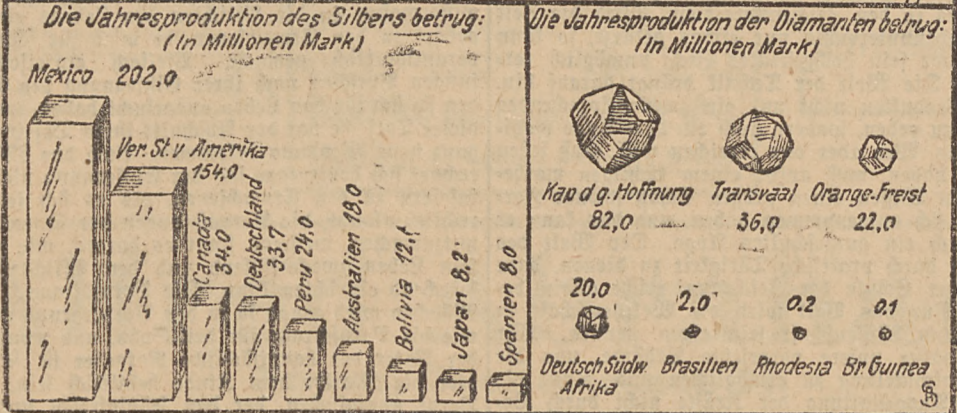 Die Jahresproduktion des Silbers betrug:
(In Millionen Mark)
Mexico 202,0
Ver. St. v Amerika
154,0
Canada
34.0
Deutschland
33,7
Peru 24,0
Australien 18,0
Bolivia
Japan 8,2
Spanien 8.0
Die Jahresproduktion der Diamanten betrug:
(In Millionen Mark)
Kap d g. Hoffnung Transvaal Orange.Freist
82,0 36,0 22,0
20,0 2.0 0.2 0.1
Deutsch Südw. Brasilien Rhodesia Br. Guinea
Afrika